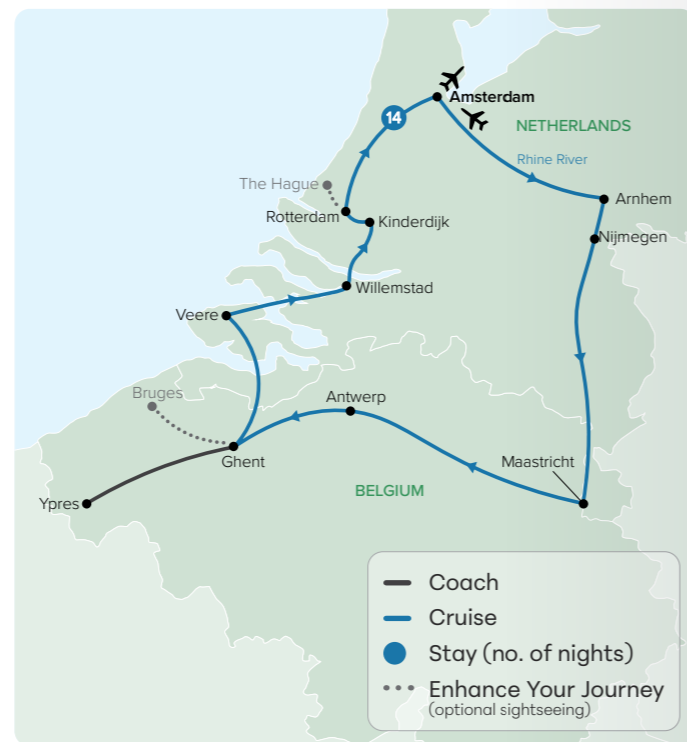 Amsterdam
14
NETHERLANDS
Rhine River
The Hague
Arnhem
Rotterdam
Kinderdijk
Nijmegen
Willemstad
Veere
Bruges
Antwerp
Ghent
Maastricht
Ypres
BELGIUM
Coach
Cruise
Stay (no. of nights)
Enhance Your Journey
(optional sightseeing)